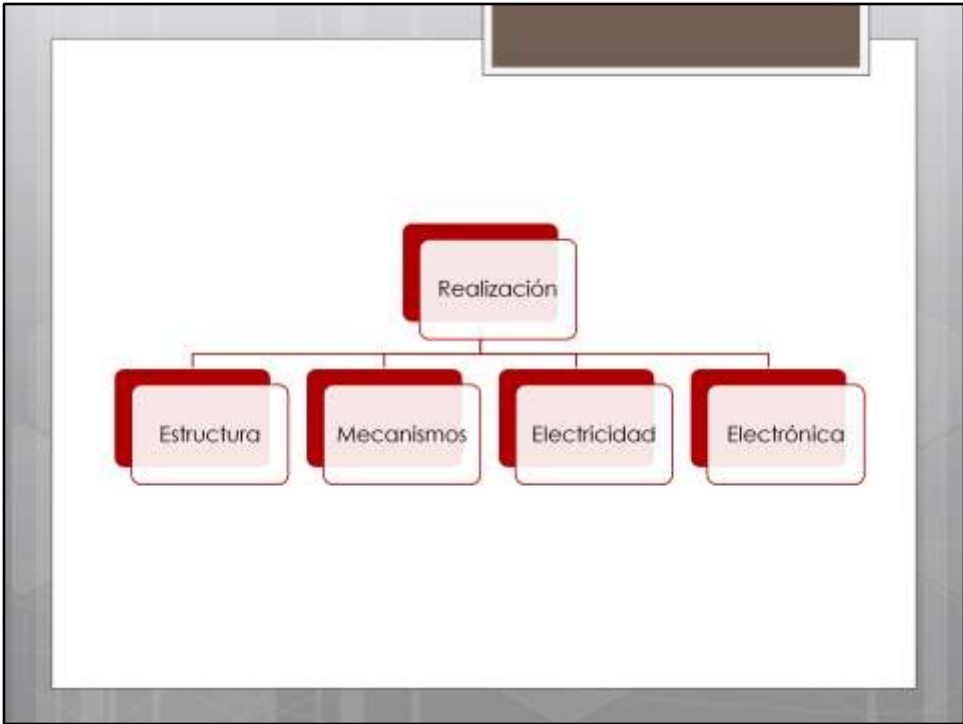 Realización
Estructura
Mecanismos
Electricidad
Electrónica